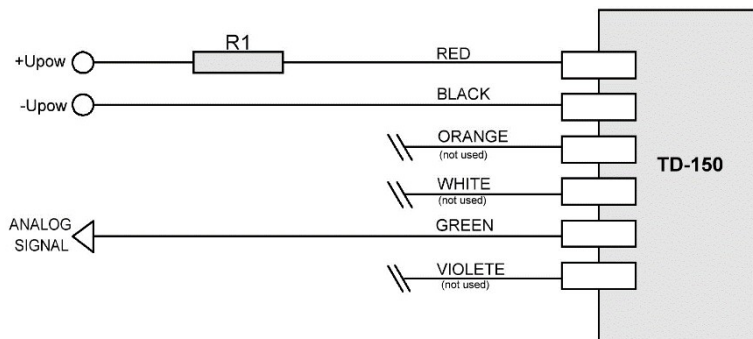 R1
+Upow
RED
-Upow
BLACK
ORANGE
(not used)
TD-150
WHITE
(not used)
ANALOG
SIGNAL
GREEN
VIOLETE
(not used)